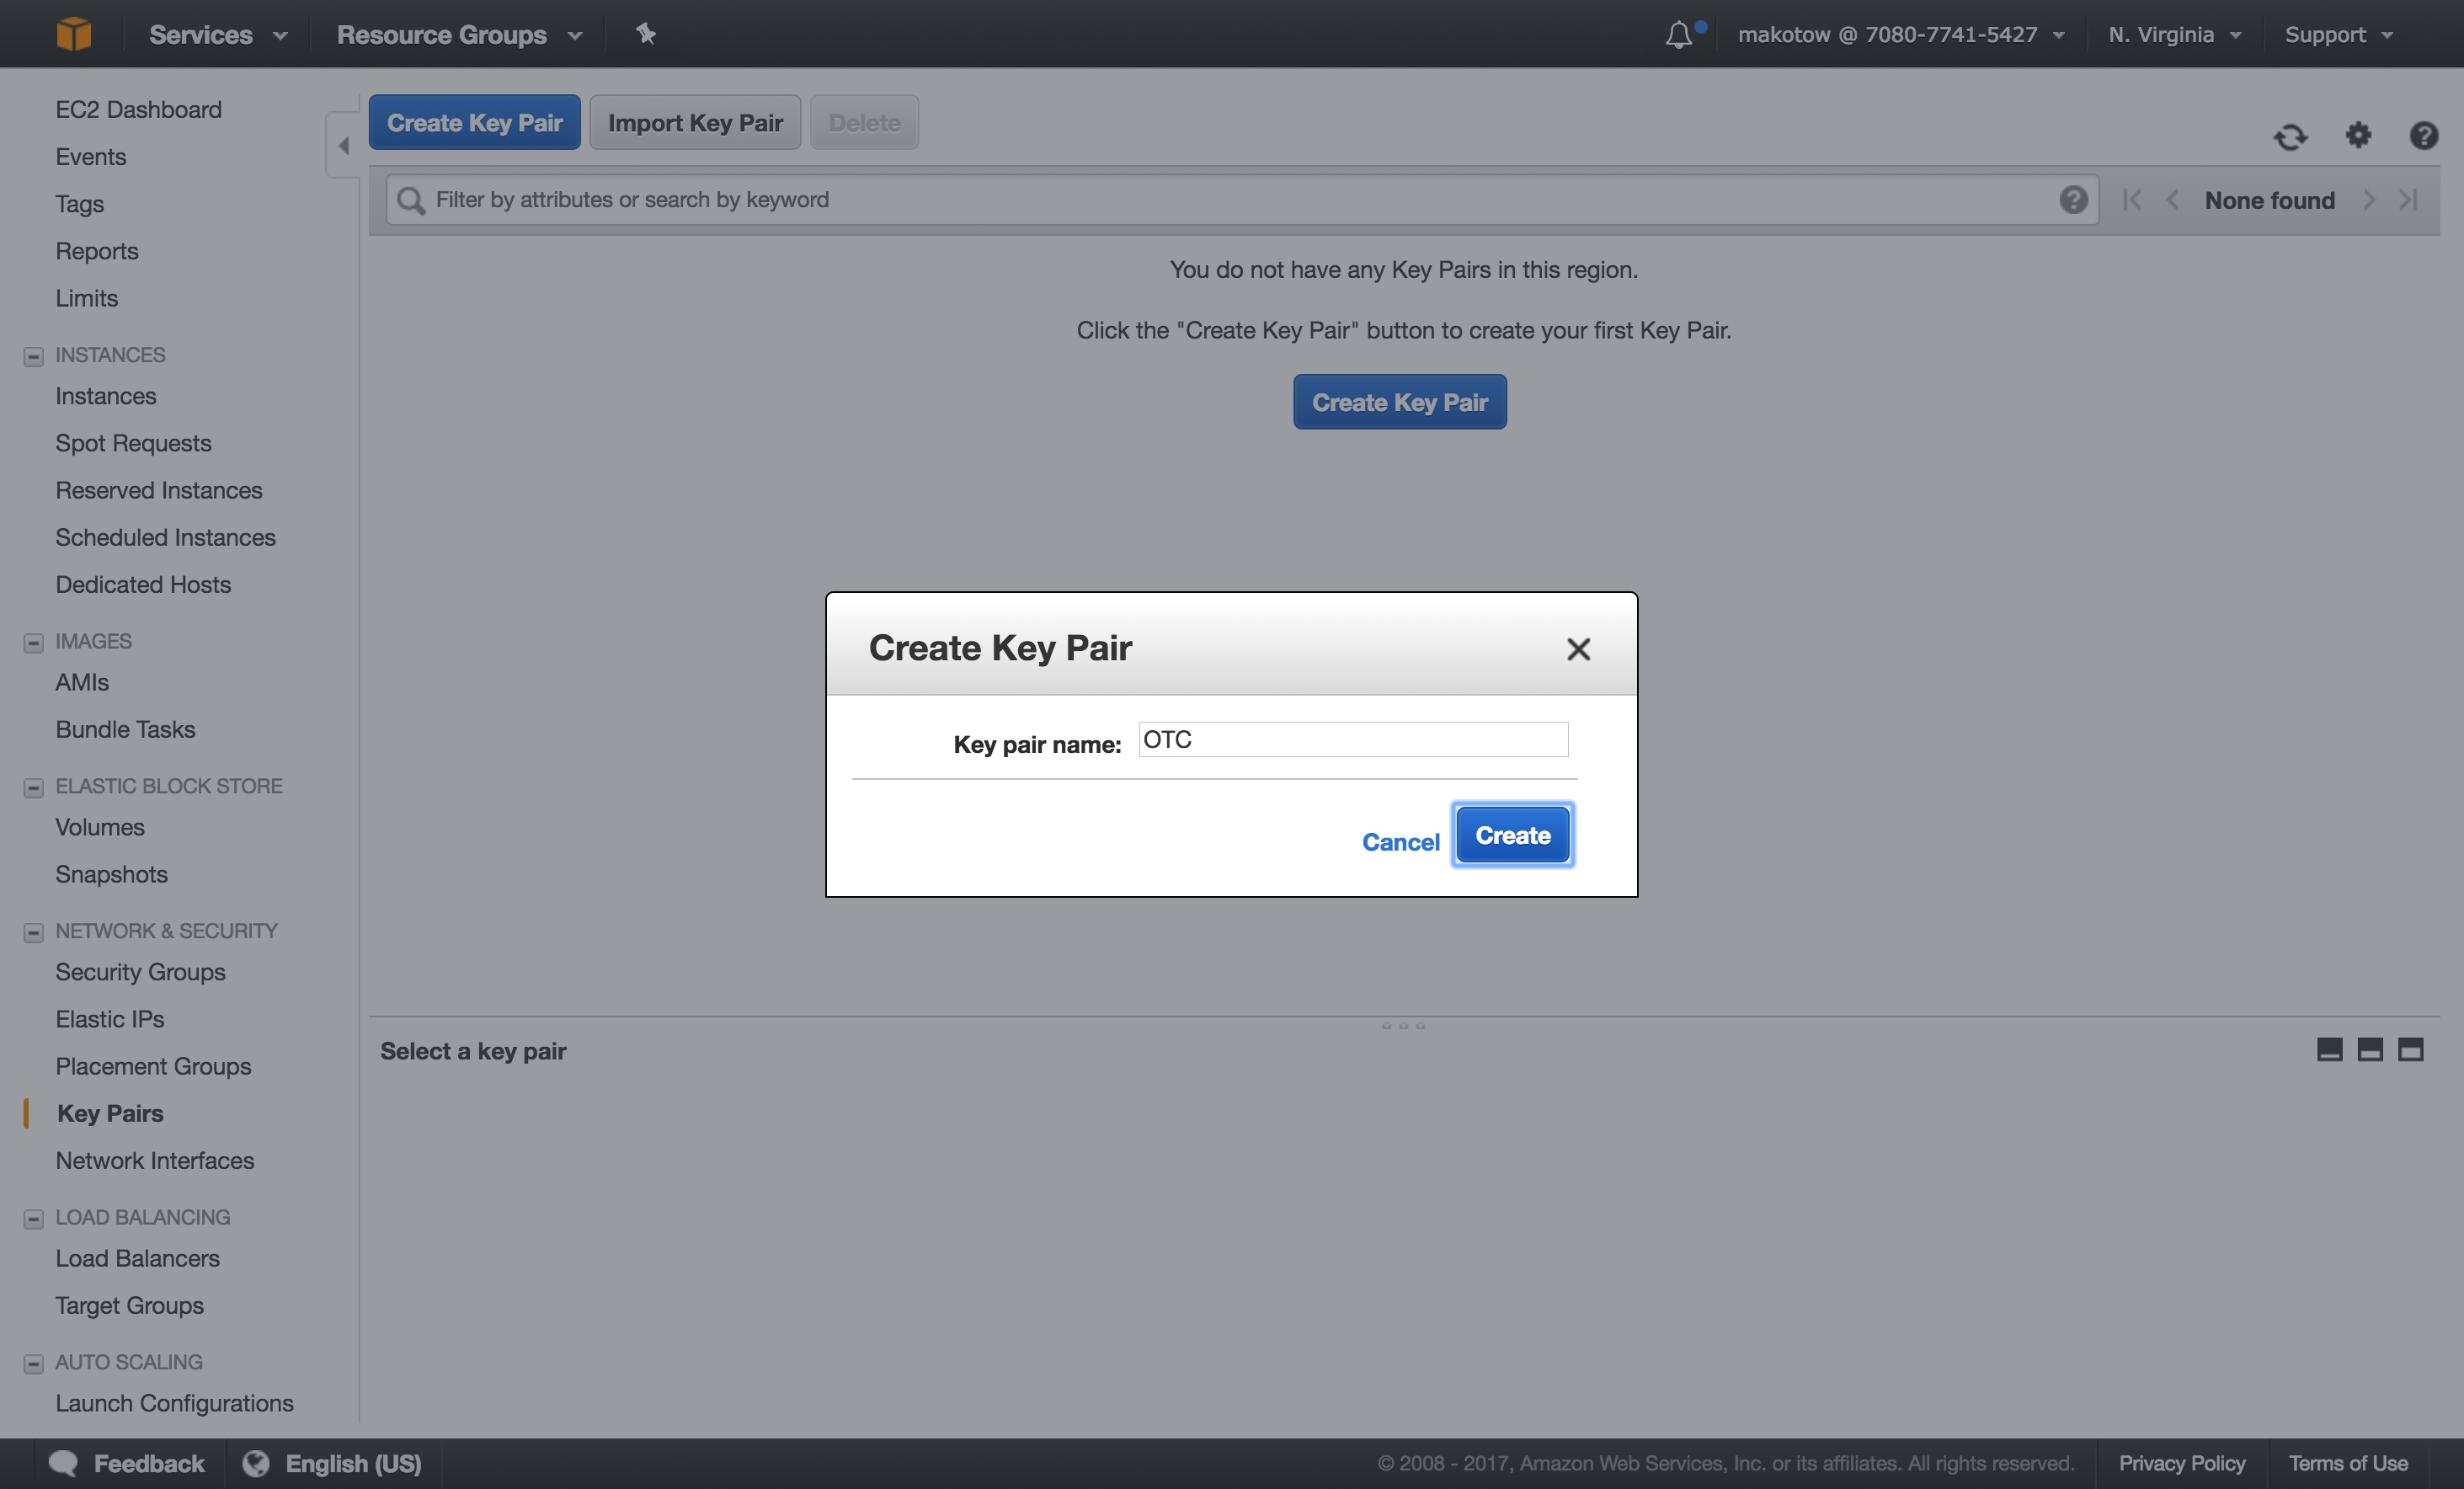 Services
Resource Groups
makotow @ 7080-7741-5427
N. Virginia
Support
EC2 Dashboard
Events
Tags
Reports
Limits
INSTANCES
Instances
Spot Requests
Reserved Instances
Scheduled Instances
Dedicated Hosts
IMAGES
AMIs
Bundle Tasks
ELASTIC BLOCK STORE
Volumes
Snapshots
NETWORK & SECURITY
Security Groups
Elastic IPs
Placement Groups
Key Pairs
Network Interfaces
LOAD BALANCING
Load Balancers
Target Groups
AUTO SCALING
Launch Configurations
Create Key Pair
Import Key Pair
Delete
Filter by attributes or search by keyword
None found
You do not have any Key Pairs in this region.
Click the "Create Key Pair" button to create your first Key Pair.
Create Key Pair
Create Key Pair
Key pair name:
OTC
Cancel
Create
Select a key pair
Feedback
English (US)
© 2008 - 2017, Amazon Web Services, Inc. or its affiliates. All rights reserved.
Privacy Policy
Terms of Use